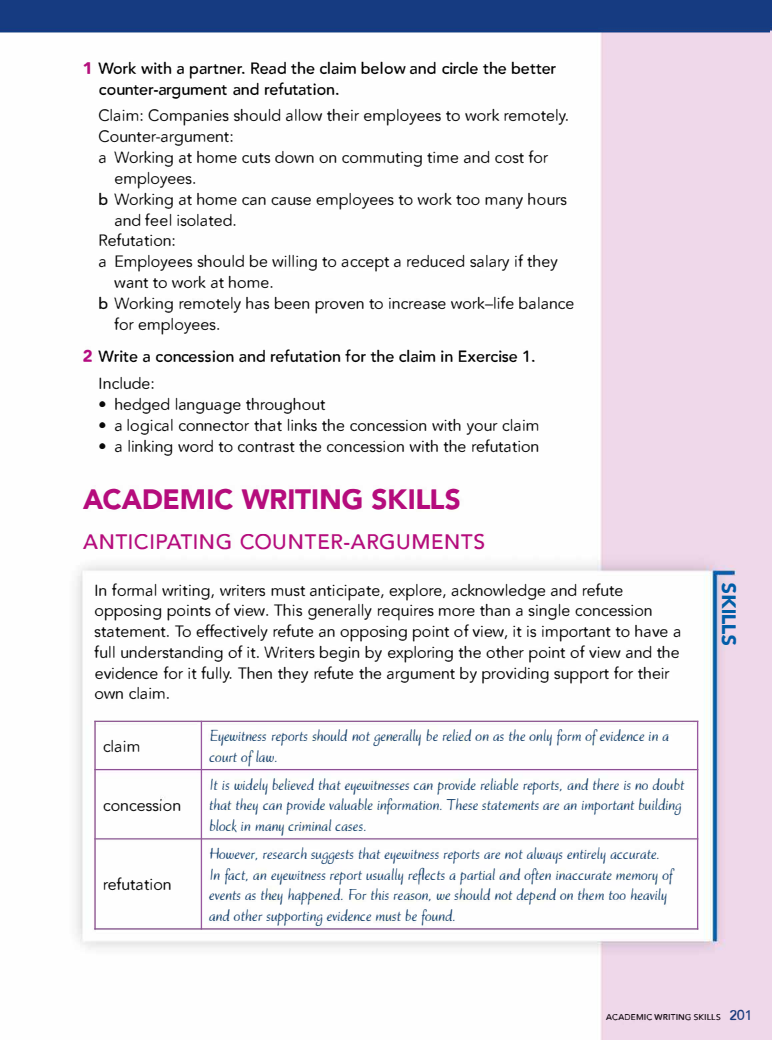 1 Work with a partner. Read the claim below and circle the better
counter-argument and refutation.
Claim: Companies should allow their employees to work remotely.
Counter-argument:
a Working at home cuts down on commuting time and cost for
employees.
b Working at home can cause employees to work too many hours
and feel isolated.
Refutation:
a Employees should be willing to accept a reduced salary if they
want to work at home.
b Working remotely has been proven to increase work–life balance
for employees.
2 Write a concession and refutation for the claim in Exercise 1.
Include:
• hedged language throughout
• a logical connector that links the concession with your claim
• a linking word to contrast the concession with the refutation
ACADEMIC WRITING SKILLS
ANTICIPATING COUNTER-ARGUMENTS
SKILLS
In formal writing, writers must anticipate, explore, acknowledge and refute
opposing points of view. This generally requires more than a single concession
statement. To effectively refute an opposing point of view, it is important to have a
full understanding of it. Writers begin by exploring the other point of view and the
evidence for it fully. Then they refute the argument by providing support for their
own claim.
claim
Eyewitness reports should not generally be relied on as the only form of evidence in a
court of law.
concession
It is widely believed that eyewitnesses can provide reliable reports, and there is no doubt
that they can provide valuable information. These statements are an important building
block in many criminal cases.
refutation
However, research suggests that eyewitness reports are not always entirely accurate.
In fact, an eyewitness report usually reflects a partial and often inaccurate memory of
events as they happened. For this reason, we should not depend on them too heavily
and other supporting evidence must be found.
ACADEMIC WRITING SKILLS 201